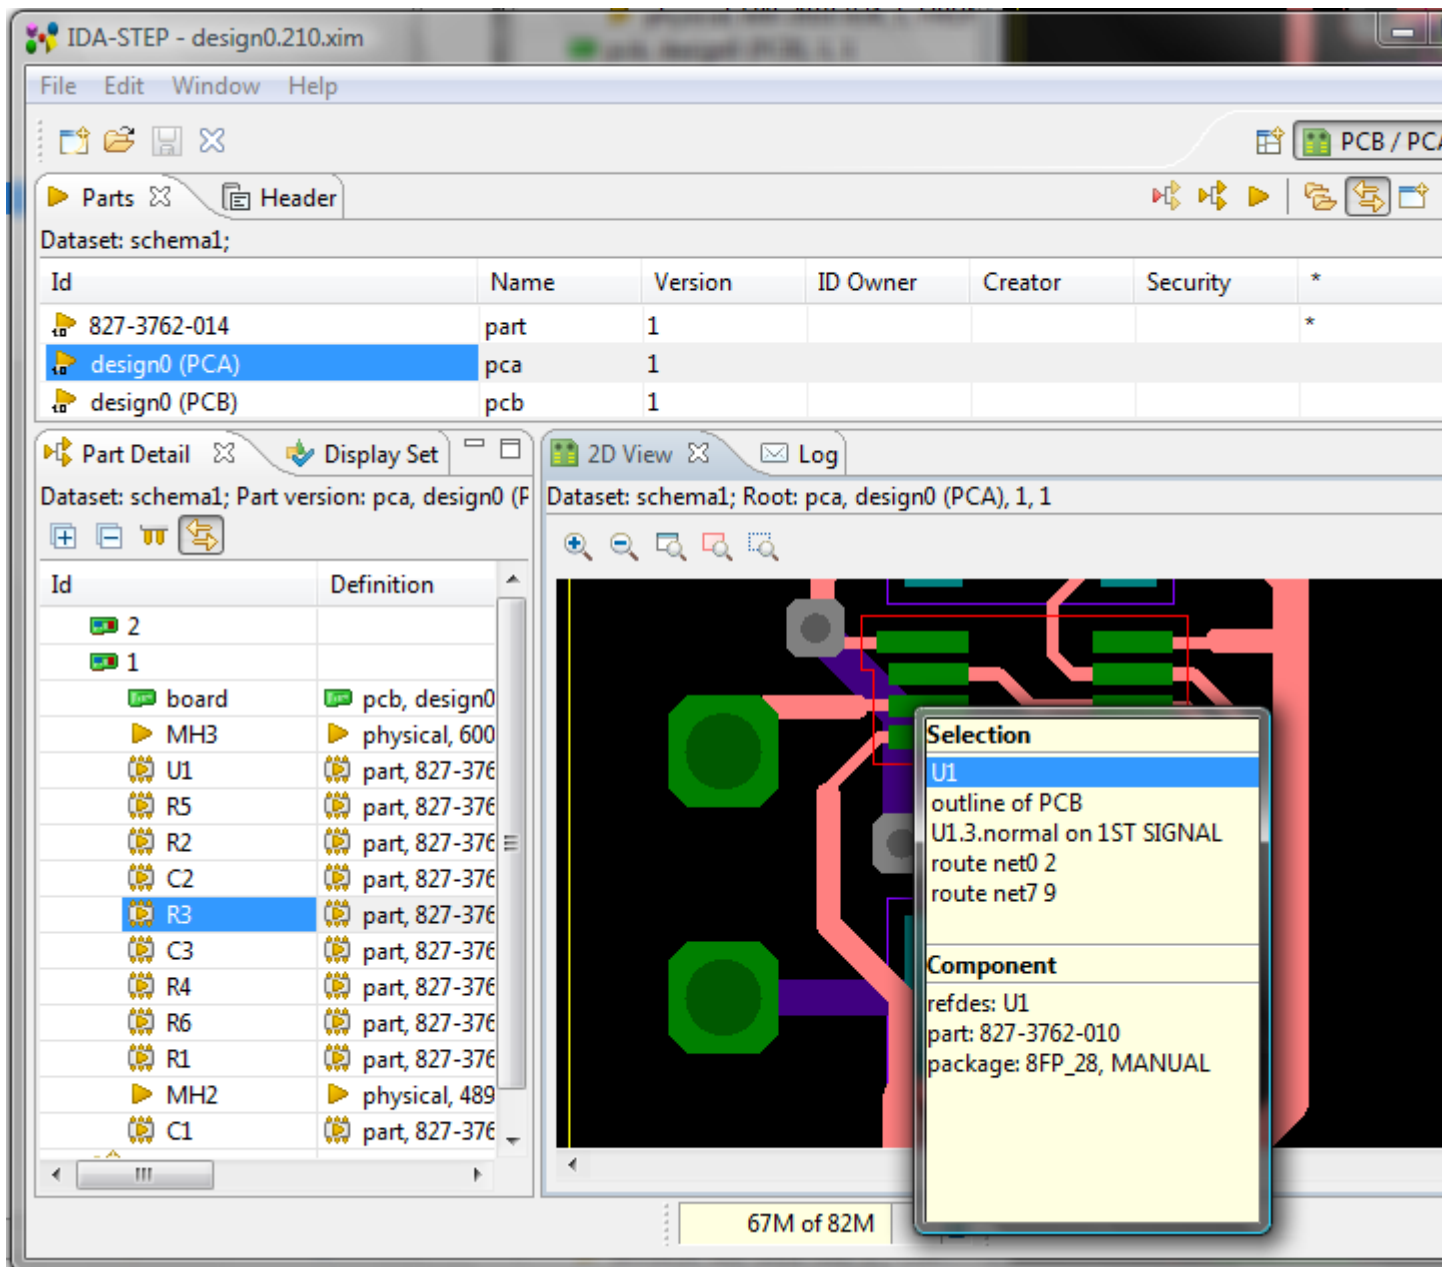 IDA-STEP - design0.210.xim
File Edit Window Help
PCB / PCA
Parts Header
Dataset: schema1;
Id Name Version ID Owner Creator Security *
827-3762-014 part 1 *
design0 (PCA) pca 1
design0 (PCB) pcb 1
Part Detail Display Set
Dataset: schema1; Part version: pca, design0 (P
Id Definition
2
1
board pcb, design0
MH3 physical, 600
U1 part, 827-376
R5 part, 827-376
R2 part, 827-376
C2 part, 827-376
R3 part, 827-376
C3 part, 827-376
R4 part, 827-376
R6 part, 827-376
R1 part, 827-376
MH2 physical, 489
C1 part, 827-376
2D View Log
Dataset: schema1; Root: pca, design0 (PCA), 1, 1
Selection
U1
outline of PCB
U1.3.normal on 1ST SIGNAL
route net0 2
route net7 9
Component
refdes: U1
part: 827-3762-010
package: 8FP_28, MANUAL
67M of 82M